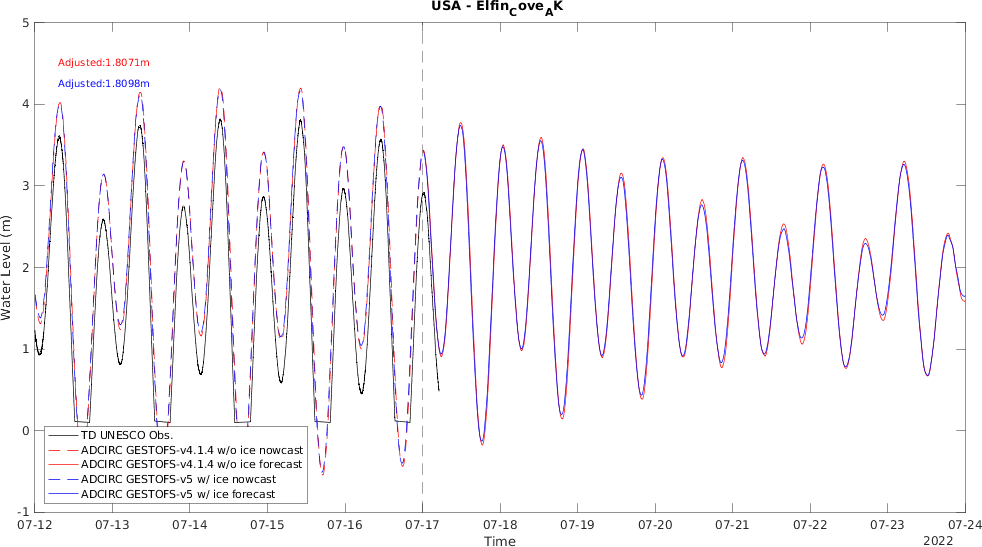 USA - Elfin_Cove_AK
Adjusted:1.8071m
Adjusted:1.8098m
Water Level (m)
5
4
3
2
1
0
-1
TD UNESCO Obs.
ADCIRC GESTOFS-v4.1.4 w/o ice nowcast
ADCIRC GESTOFS-v4.1.4 w/o ice forecast
ADCIRC GESTOFS-v5 w/ ice nowcast
ADCIRC GESTOFS-v5 w/ ice forecast
07-12 07-13 07-14 07-15 07-16 07-17 07-18 07-19 07-20 07-21 07-22 07-23 07-24
Time
2022